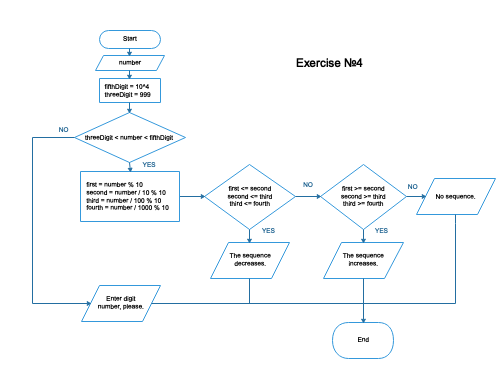 Start
Exercise №4
number
fifthDigit = 10^4
threeDigit = 999
NO
threeDigit < number < fifthDigit
YES
first = number % 10
second = number / 10 % 10
third = number / 100 % 10
fourth = number / 1000 % 10
first <= second
second <= third
third <= fourth
NO
first >= second
second >= third
third >= fourth
NO
No sequence.
YES
YES
The sequence
decreases.
The sequence
increases.
Enter digit
number, please.
End